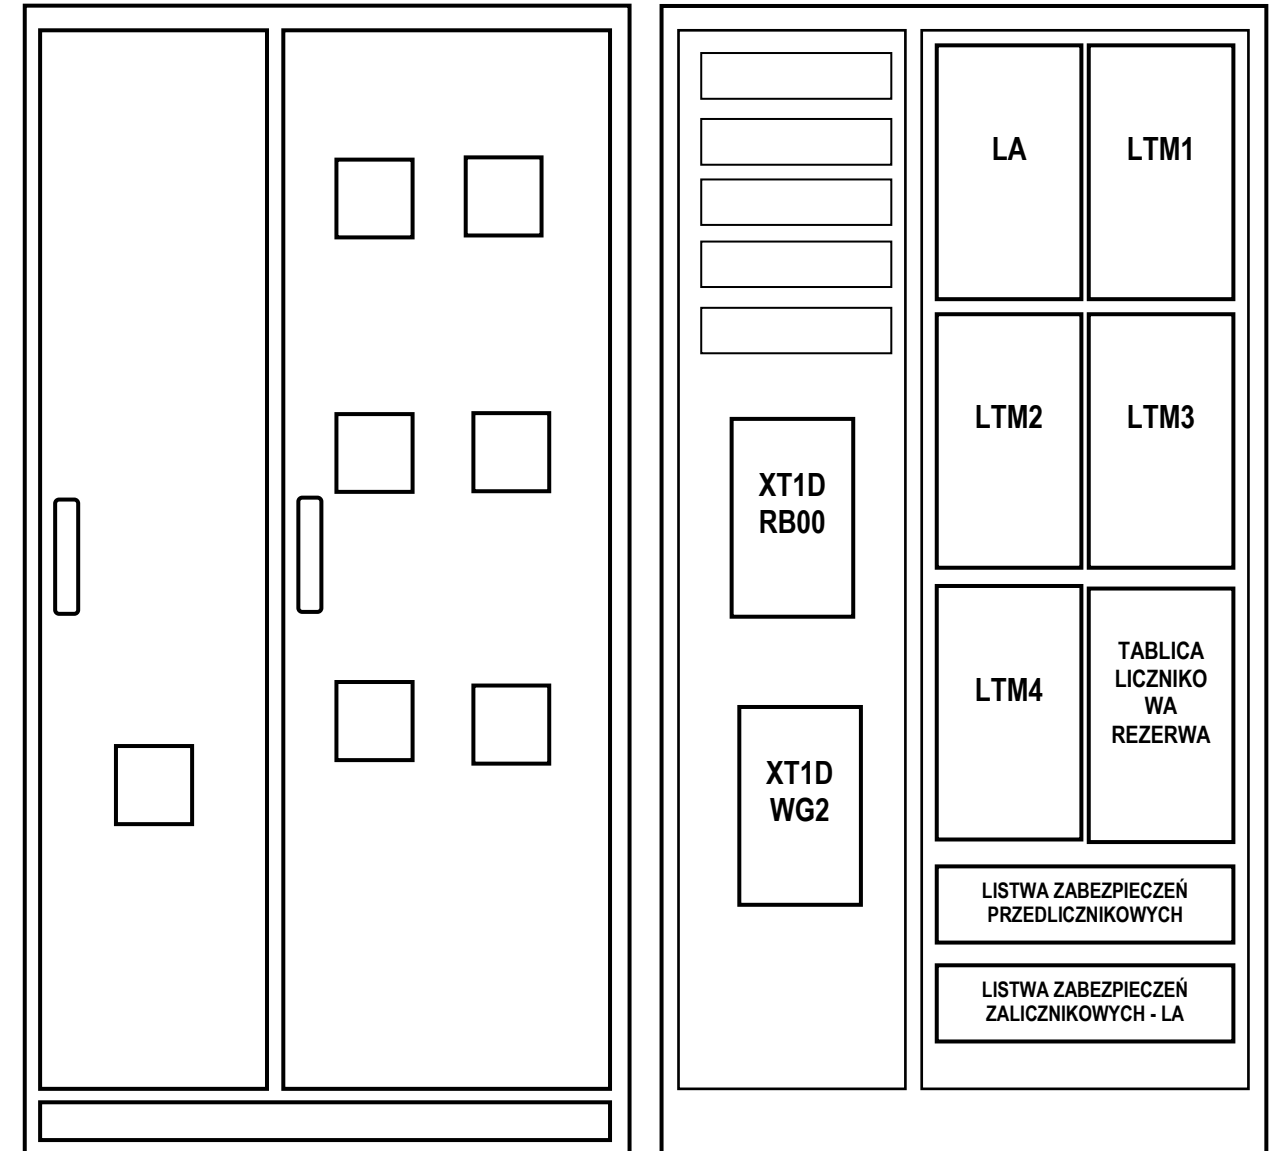 LA
LTM1
LTM2
LTM3
XT1D
RB00
LTM4
TABLICA
LICZNIKO
WA
REZERWA
XT1D
WG2
LISTWA ZABEZPIECZEŃ
PRZEDLICZNIKOWYCH
LISTWA ZABEZPIECZEŃ
ZALICZNIKOWYCH - LA